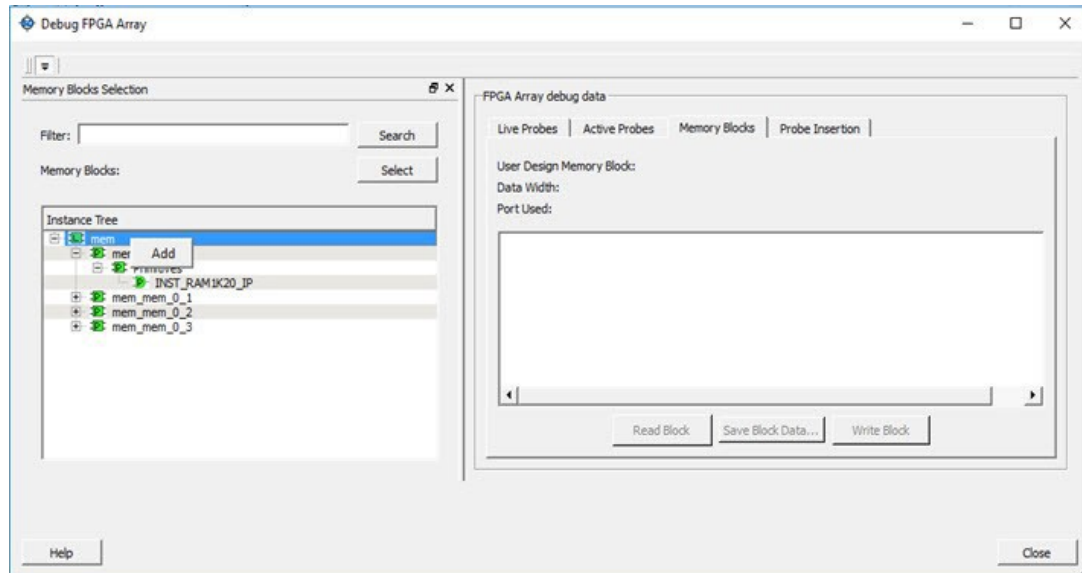 Debug FPGA Array
Memory Blocks Selection
Filter:
Search
Memory Blocks:
Select
Instance Tree
mem
Add
Primitives
INST_RAM1K20_IP
mem_mem_0_1
mem_mem_0_2
mem_mem_0_3
FPGA Array debug data
Live Probes Active Probes Memory Blocks Probe Insertion
User Design Memory Block:
Data Width:
Port Used:
Read Block Save Block Data... Write Block
Help
Close